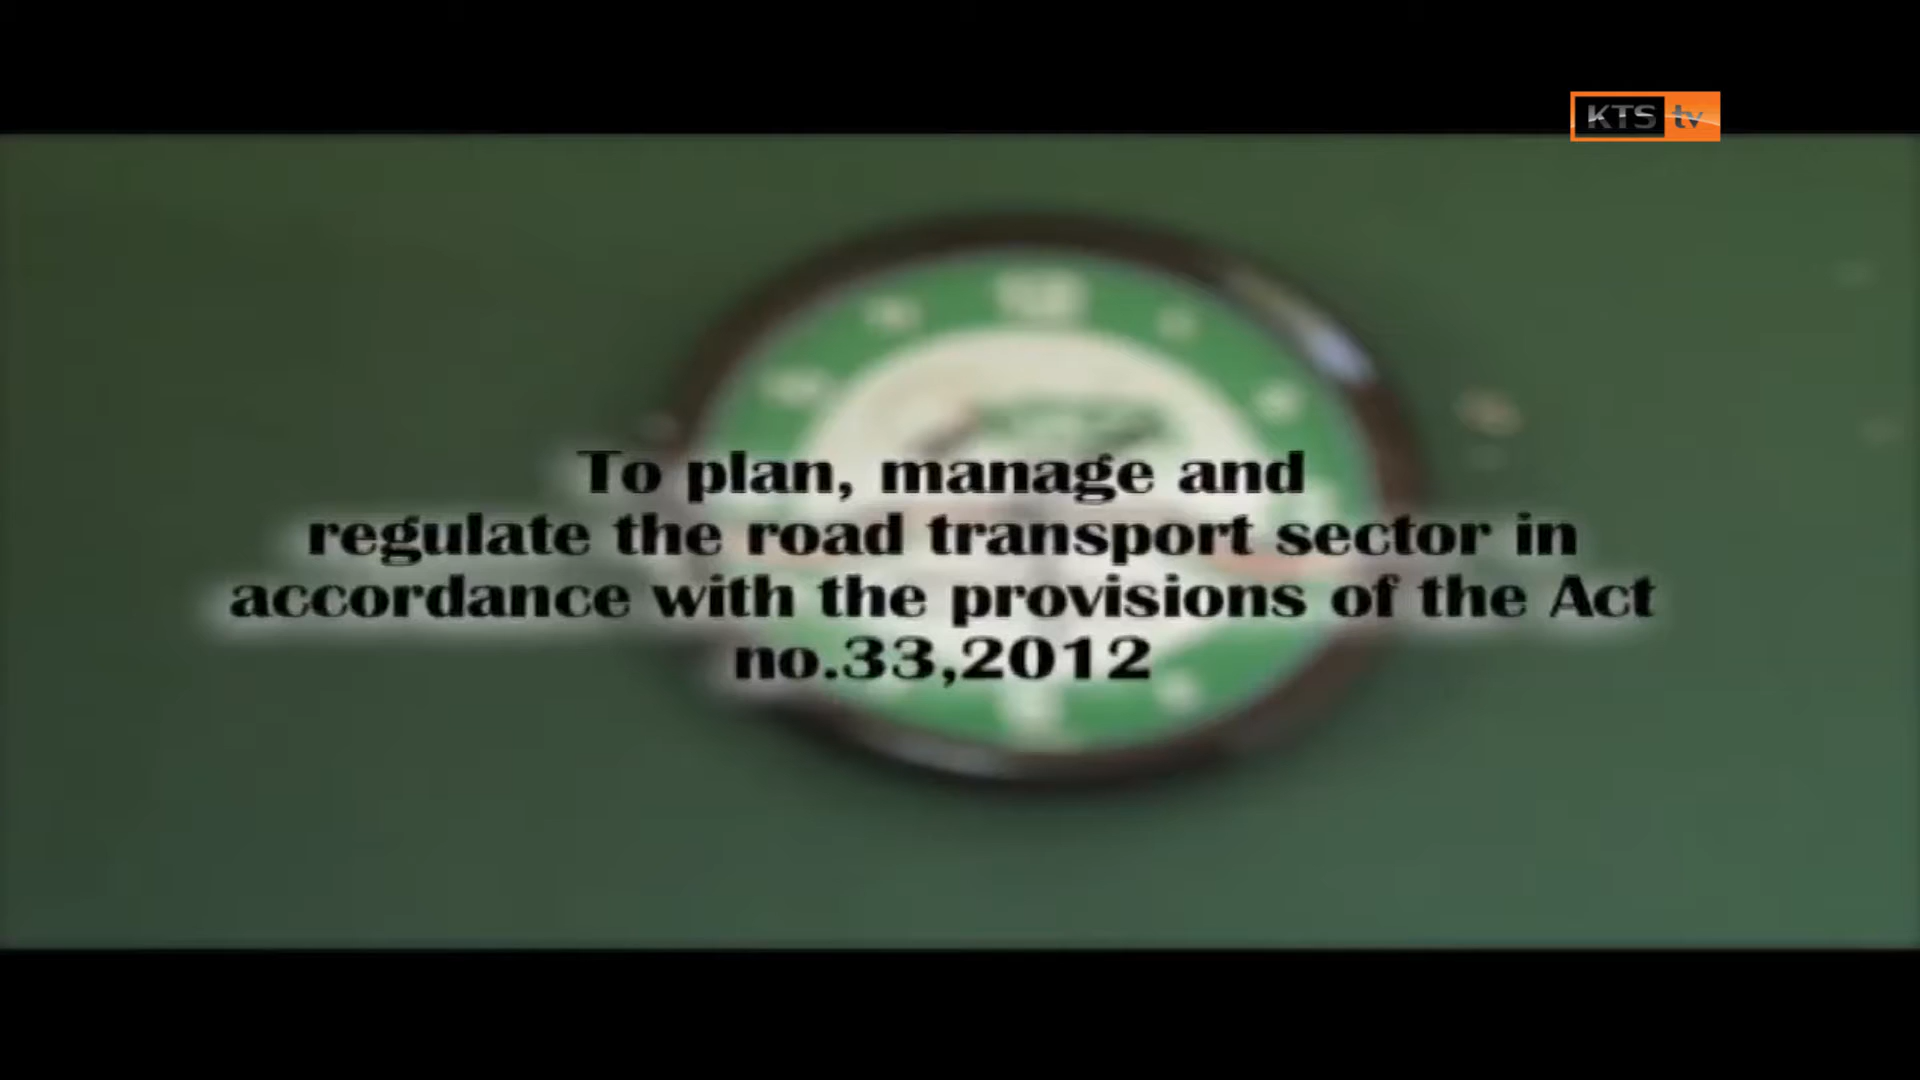 KTS tv
To plan, manage and
regulate the road transport sector in
accordance with the provisions of the Act
no.33,2012